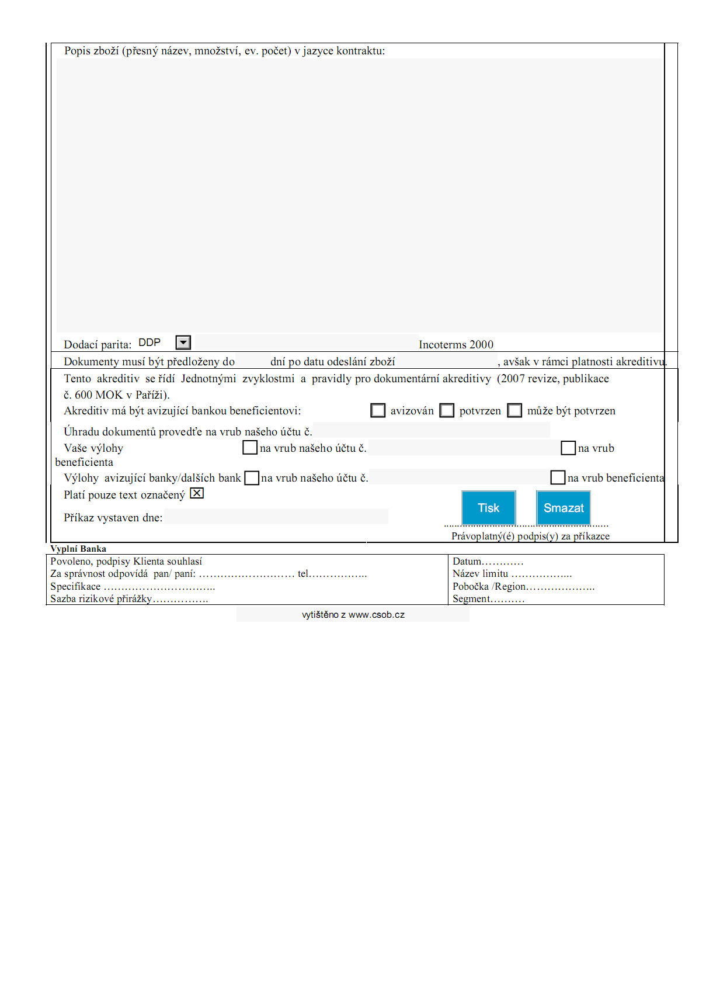 Popis zboží (přesný název, množství, ev. počet) v jazyce kontraktu:
Dodací parita: DDP Incoterms 2000
Dokumenty musí být předloženy do dní po datu odeslání zboží , avšak v rámci platnosti akreditivu.
Tento akreditiv se řídí Jednotnými zvyklostmi a pravidly pro dokumentární akreditivy (2007 revize, publikace
č. 600 MOK v Paříži).
Akreditiv má být avizující bankou beneficientovi: avizován potvrzen může být potvrzen
Úhradu dokumentů proveďte na vrub našeho účtu č.
Vaše výlohy na vrub našeho účtu č. na vrub
beneficienta
Výlohy avizující banky/dalších bank na vrub našeho účtu č. na vrub beneficienta
Platí pouze text označený ☒
Příkaz vystaven dne:
Tisk Smazat
Právoplatný(é) podpis(y) za příkazce
Vyplní Banka
Povoleno, podpisy Klienta souhlasí Datum…………
Za správnost odpovídá pan/ paní: ……………………… tel…………….. Název limitu ……………...
Specifikace ………………………….. Pobočka /Region………………..
Sazba rizikové přirážky……………. Segment……….
vytištěno z www.csob.cz